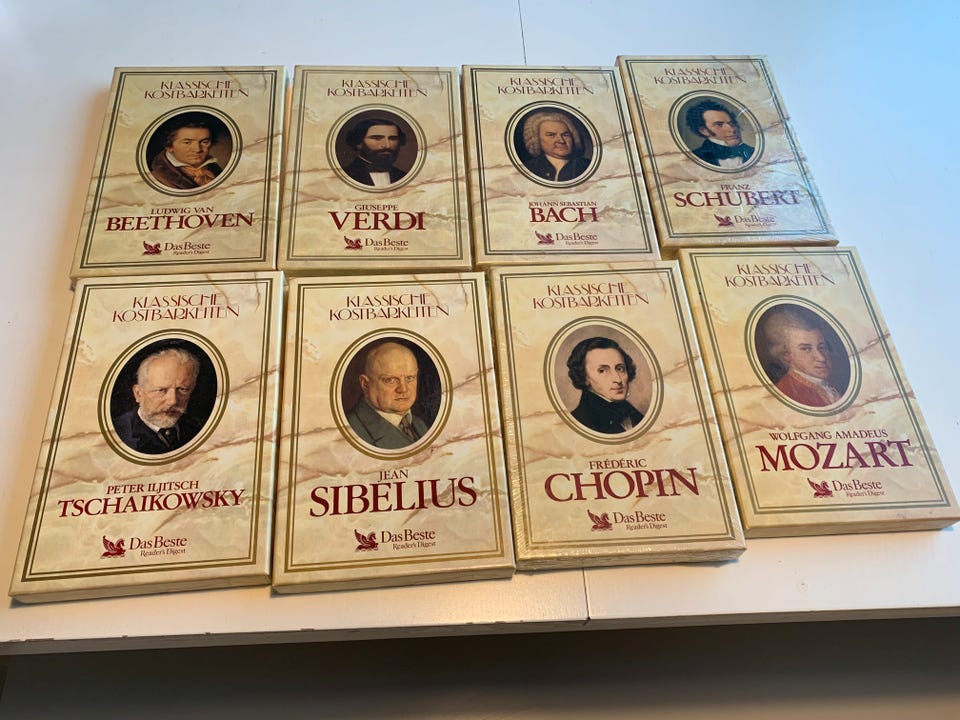 KLASSISCHE
KOSTBARKEITEN
LUDWIG VAN
BEETHOVEN
Das Beste
Reader's Digest
KLASSISCHE
KOSTBARKEITEN
GIUSEPPE
VERDI
Das Beste
Reader's Digest
KLASSISCHE
KOSTBARKEITEN
JOHANN SEBASTIAN
BACH
Das Beste
Reader's Digest
KLASSISCHE
KOSTBARKEITEN
FRANZ
SCHUBERT
Das Beste
Reader's Digest
KLASSISCHE
KOSTBARKEITEN
PETER ILJITSCH
TSCHAIKOWSKY
Das Beste
Reader's Digest
KLASSISCHE
KOSTBARKEITEN
JEAN
SIBELIUS
Das Beste
Reader's Digest
KLASSISCHE
KOSTBARKEITEN
FRÉDÉRIC
CHOPIN
Das Beste
Reader's Digest
KLASSISCHE
KOSTBARKEITEN
WOLFGANG AMADEUS
MOZART
Das Beste
Reader's Digest